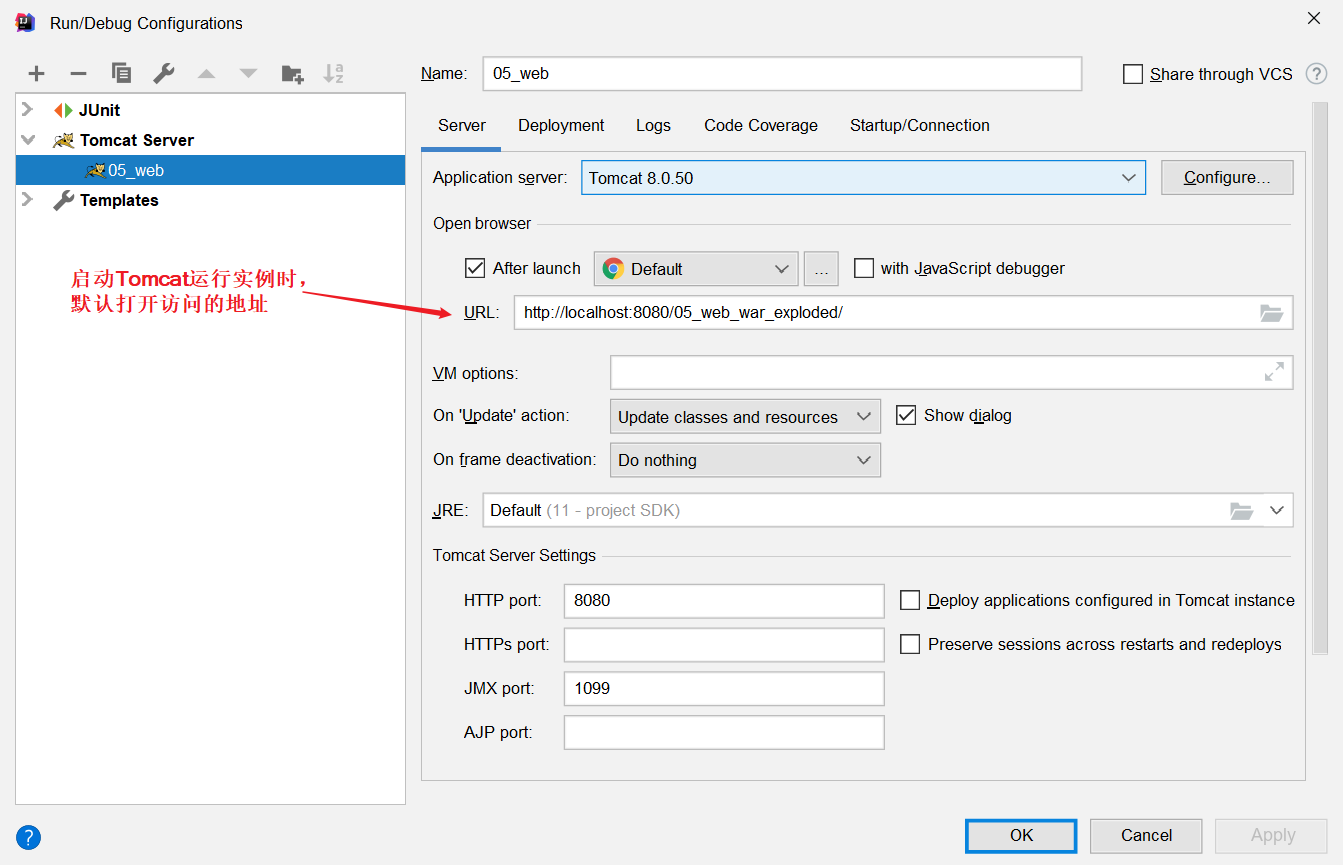 Run/Debug Configurations
Name: 05_web
Share through VCS
JUnit
Tomcat Server
05_web
Templates
启动Tomcat运行实例时，
默认打开访问的地址
Server Deployment Logs Code Coverage Startup/Connection
Application server: Tomcat 8.0.50 Configure...
Open browser
After launch Default ... with JavaScript debugger
URL: http://localhost:8080/05_web_war_exploded/
VM options:
On 'Update' action: Update classes and resources Show dialog
On frame deactivation: Do nothing
JRE: Default (11 - project SDK)
Tomcat Server Settings
HTTP port: 8080 Deploy applications configured in Tomcat instance
HTTPs port: Preserve sessions across restarts and redeploys
JMX port: 1099
AJP port:
OK Cancel Apply